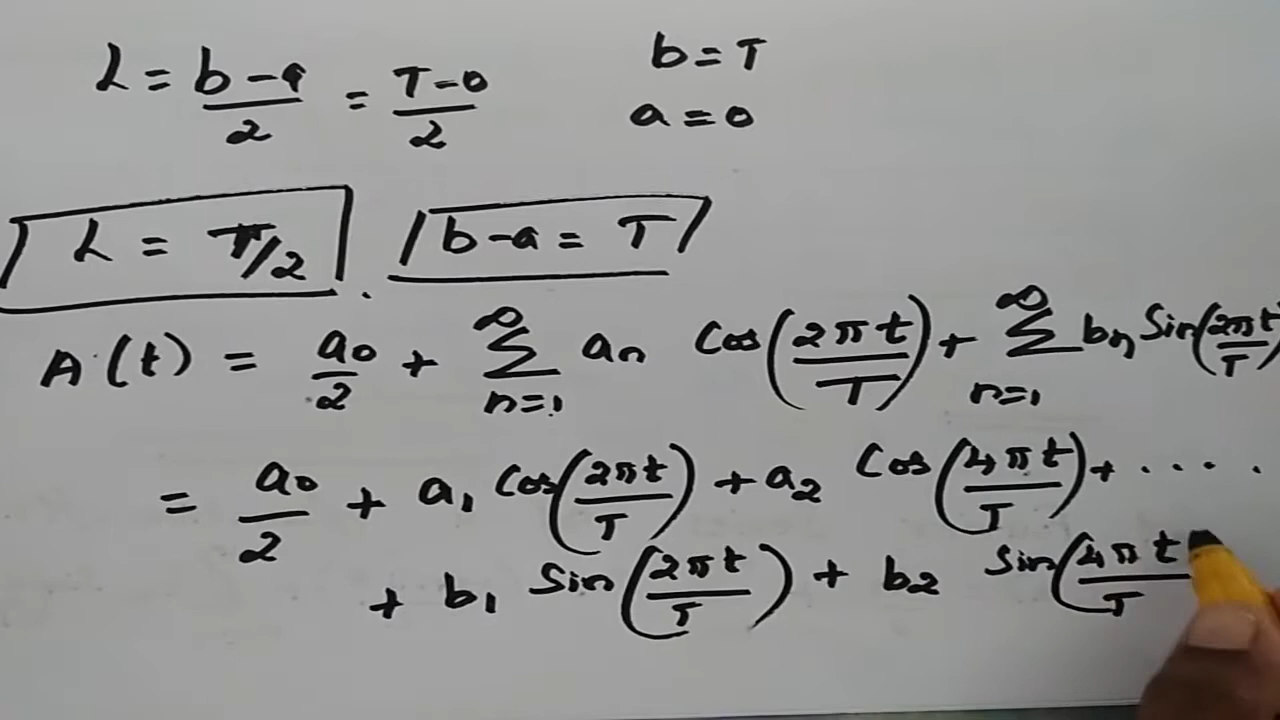 L = b-a/2 = T-0/2   b = T
a = 0
L = T/2 . b-a = T
A.(t) = a0/2 + ∞ Σ n=1 an cos(2πt/T) + ∞ Σ n=1 bn Sin(2πt/T)
= a0/2 + a1 cos(2πt/T) + a2 cos(4πt/T) + .....
+ b1 Sin(2πt/T) + b2 Sin(4πt/T